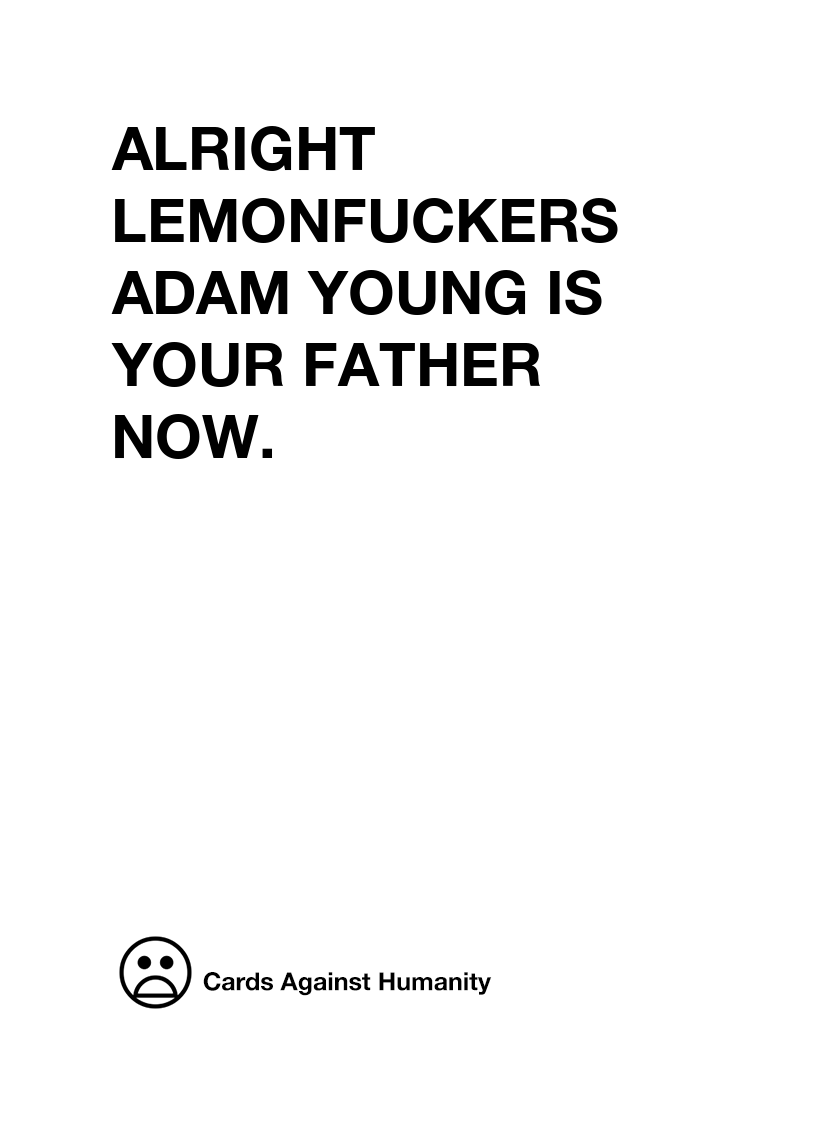 ALRIGHT
LEMONFUCKERS
ADAM YOUNG IS
YOUR FATHER
NOW.
Cards Against Humanity